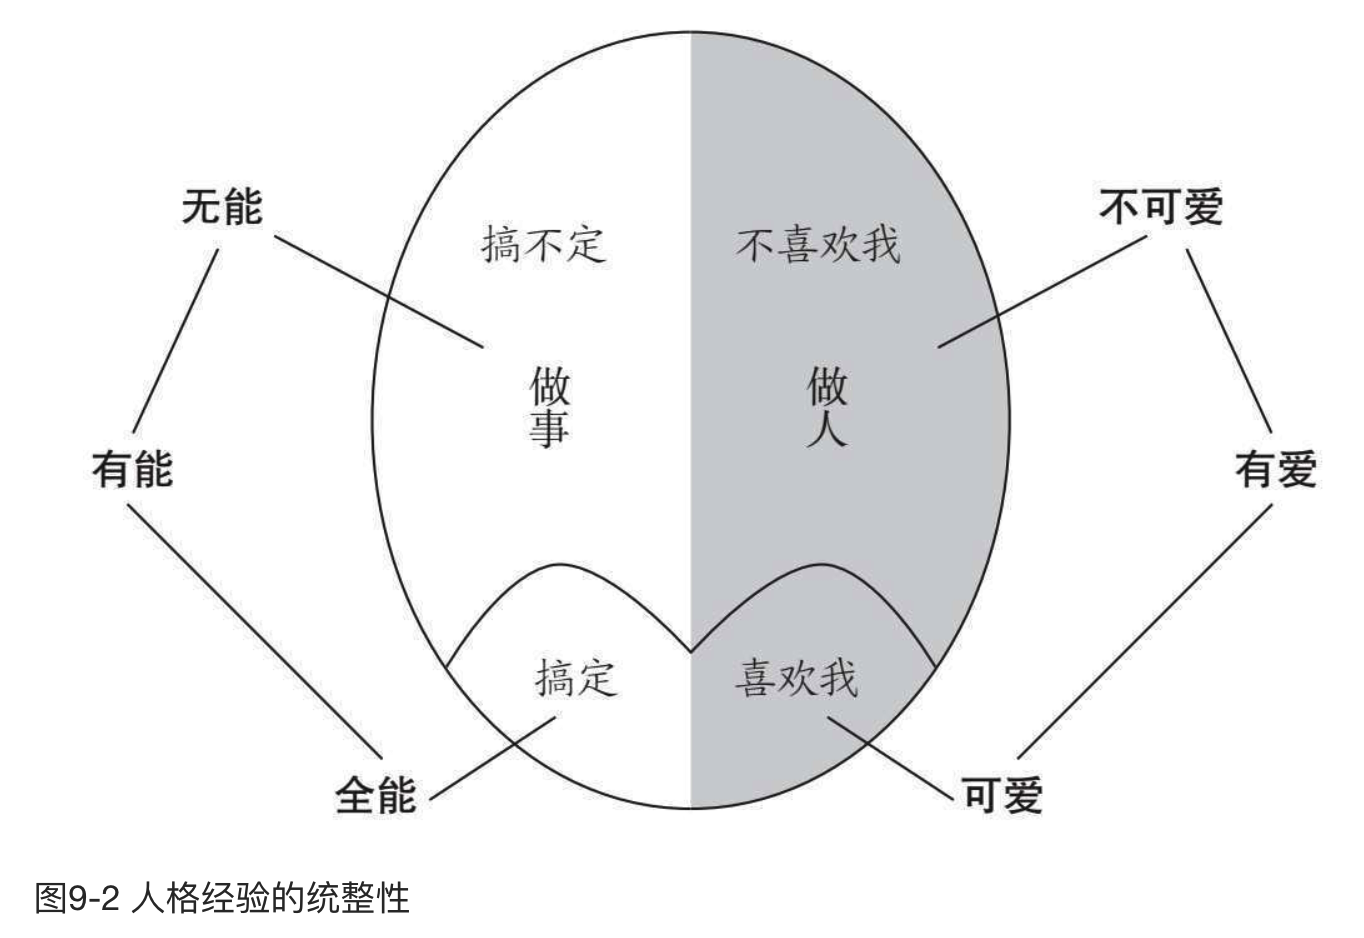 无能
不可爱
搞不定
不喜欢我
做事
做人
有能
有爱
搞定
喜欢我
全能
可爱
图9-2 人格经验的统整性